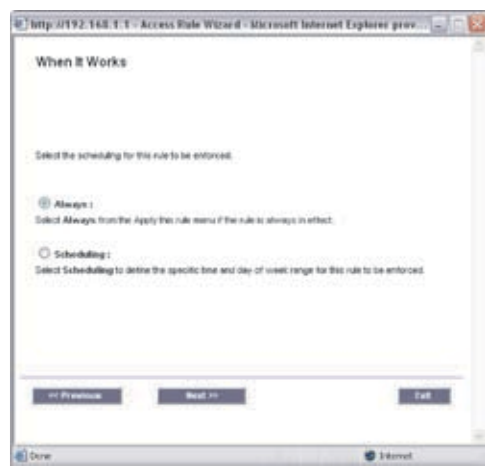 http://192.168.1.1 - Access Rule Wizard - Microsoft Internet Explorer prov...
When It Works
Select the scheduling for this rule to be enforced.
Always :
Select Always from the Apply this rule menu if the rule is always in effect.
Scheduling :
Select Scheduling to define the specific time and day of week range for this rule to be enforced.
<< Previous
Next >>
Exit
Done
Internet